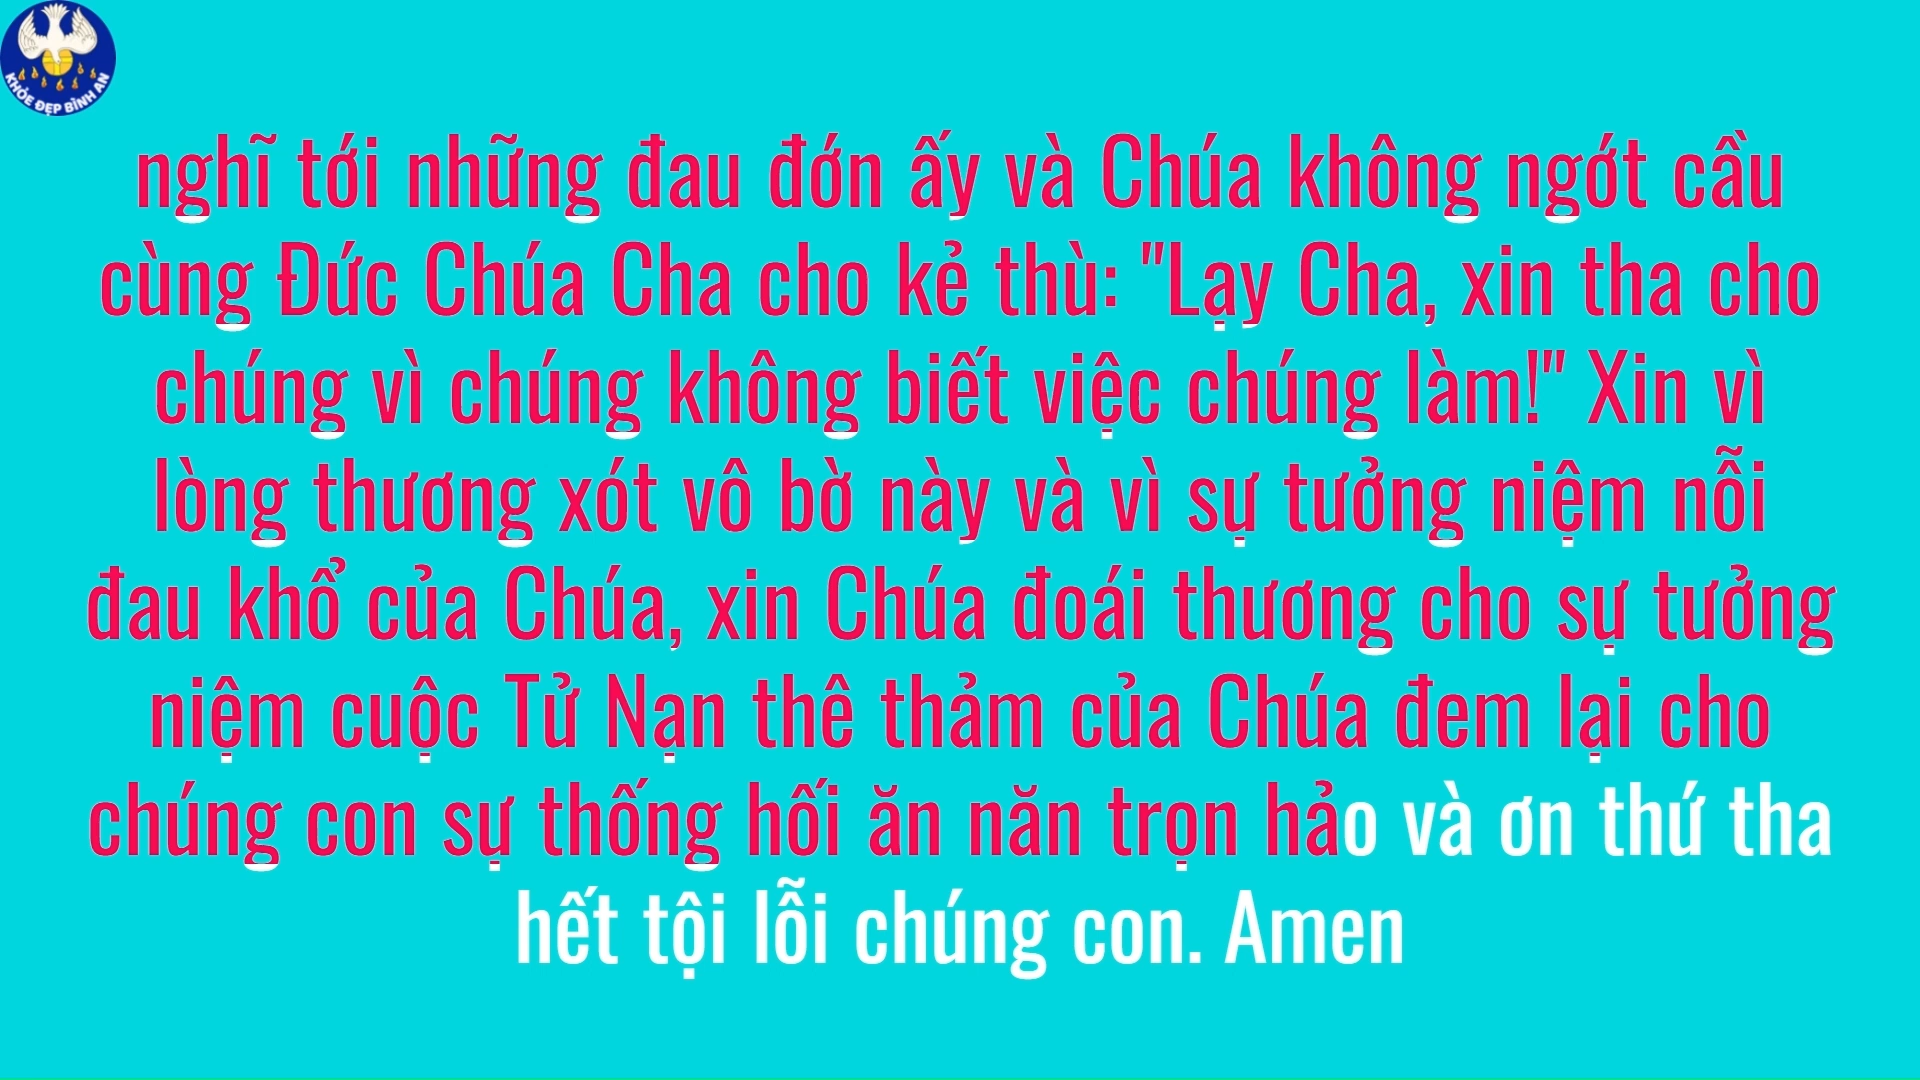 KHỎE ĐẸP BÌNH AN
nghĩ tới những đau đớn ấy và Chúa không ngớt cầu
cùng Đức Chúa Cha cho kẻ thù: "Lạy Cha, xin tha cho
chúng vì chúng không biết việc chúng làm!" Xin vì
lòng thương xót vô bờ này và vì sự tưởng niệm nỗi
đau khổ của Chúa, xin Chúa đoái thương cho sự tưởng
niệm cuộc Tử Nạn thê thảm của Chúa đem lại cho
chúng con sự thống hối ăn năn trọn hảo và ơn thứ tha
hết tội lỗi chúng con. Amen